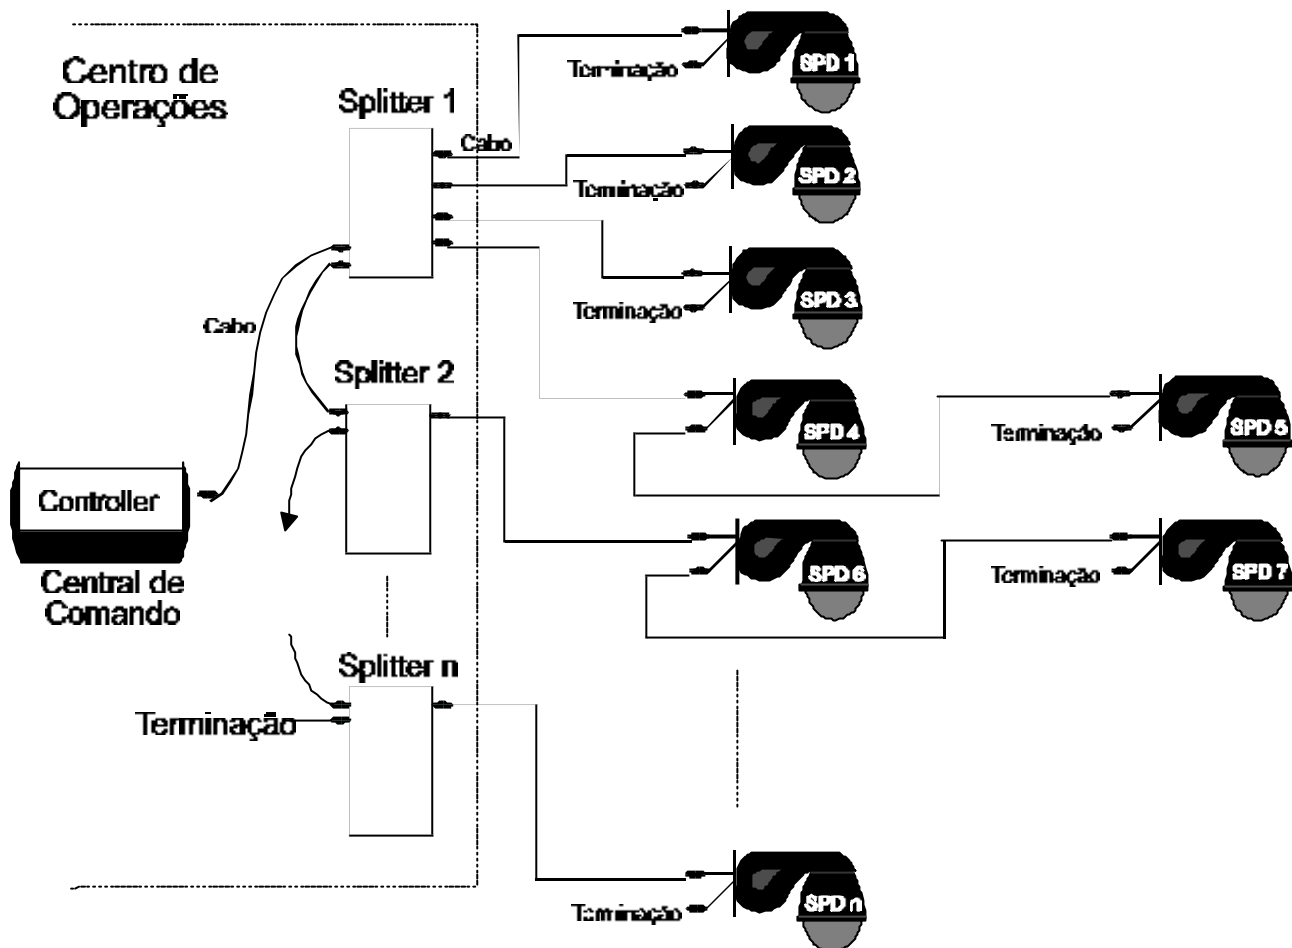 Centro de
Operações
Splitter 1
Cabo
Terminação
SPD 1
Terminação
SPD 2
Terminação
SPD 3
Cabo
Splitter 2
SPD 4
Terminação
SPD 5
Controller
Central de
Comando
SPD 6
Terminação
SPD 7
Splitter n
Terminação
Terminação
SPD n